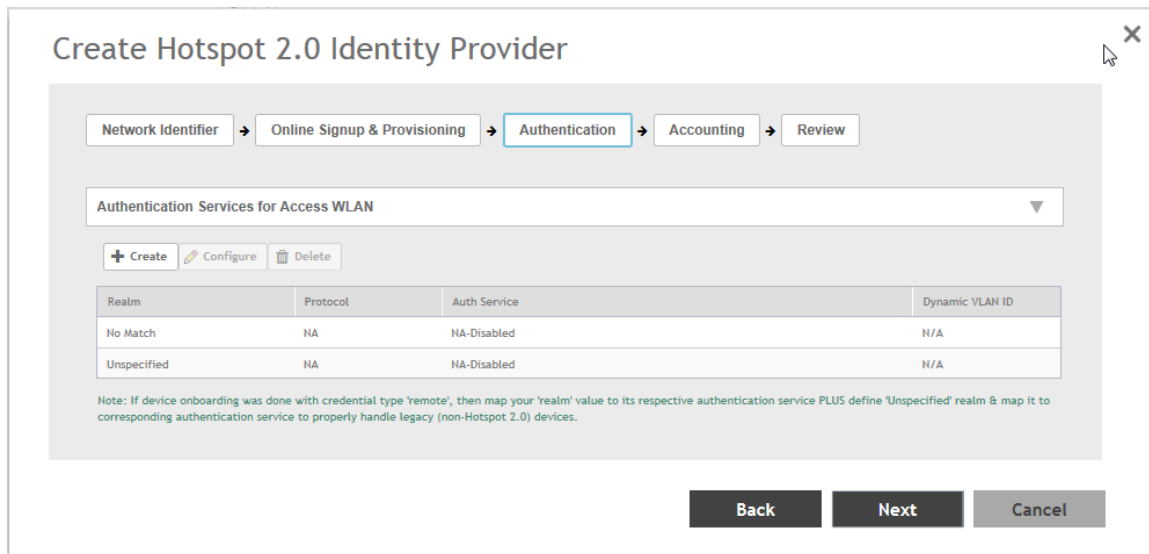 Create Hotspot 2.0 Identity Provider
Network Identifier → Online Signup & Provisioning → Authentication → Accounting → Review
Authentication Services for Access WLAN
Create Configure Delete
Realm Protocol Auth Service Dynamic VLAN ID
No Match NA NA-Disabled N/A
Unspecified NA NA-Disabled N/A
Note: If device onboarding was done with credential type 'remote', then map your 'realm' value to its respective authentication service PLUS define 'Unspecified' realm & map it to
corresponding authentication service to properly handle legacy (non-Hotspot 2.0) devices.
Back Next Cancel